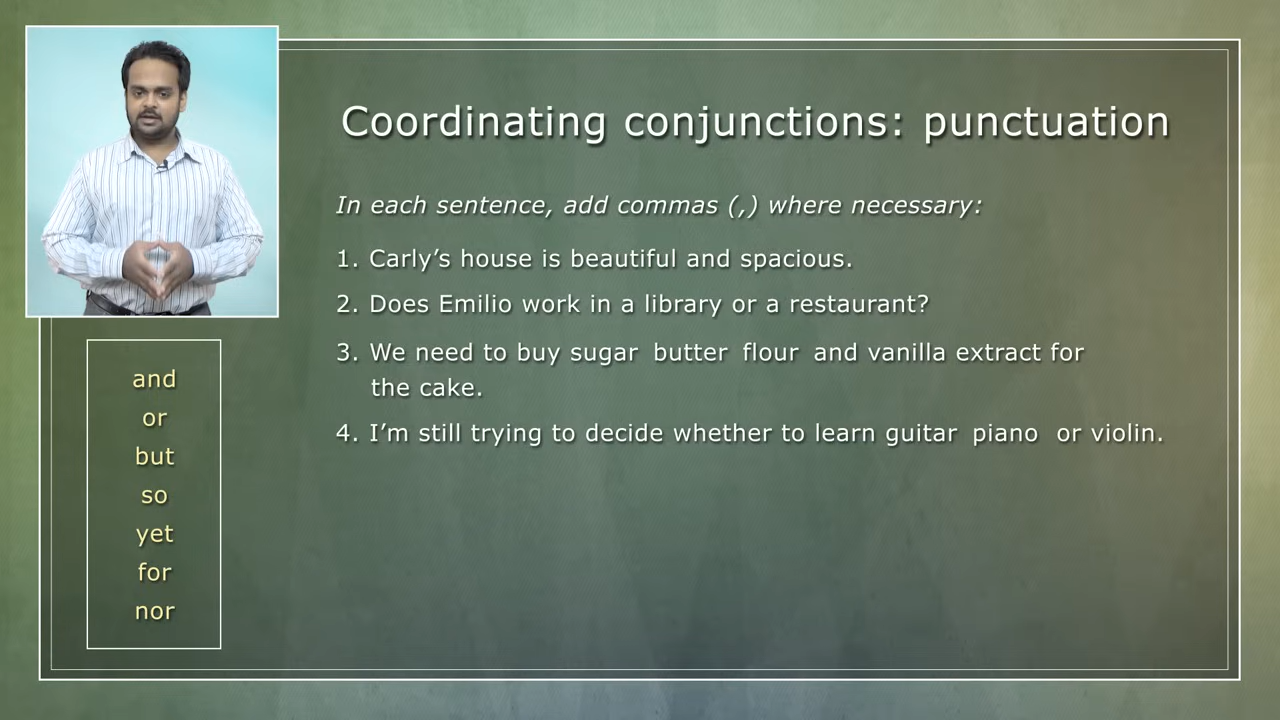 Coordinating conjunctions: punctuation
In each sentence, add commas (,) where necessary:
1. Carly’s house is beautiful and spacious.
2. Does Emilio work in a library or a restaurant?
3. We need to buy sugar butter flour and vanilla extract for
the cake.
4. I’m still trying to decide whether to learn guitar piano or violin.
and
or
but
so
yet
for
nor